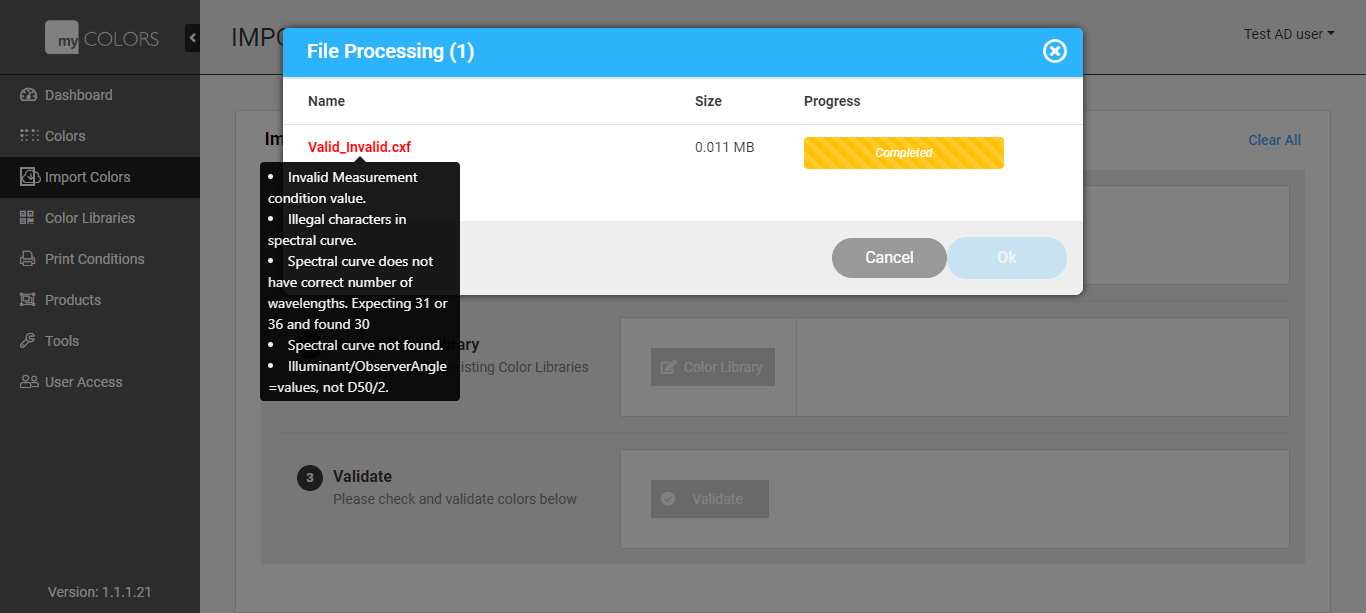 my COLORS
IMPO
Test AD user
File Processing (1)
Name Size Progress
Valid_Invalid.cxf 0.011 MB Completed
Im
Clear All
• Invalid Measurement
condition value.
• Illegal characters in
spectral curve.
• Spectral curve does not
have correct number of
wavelengths. Expecting 31 or
36 and found 30
• Spectral curve not found.
• Illuminant/ObserverAngle
=values, not D50/2.
Cancel Ok
Dashboard
Colors
Import Colors
Color Libraries
Print Conditions
Products
Tools
User Access
rary
xisting Color Libraries
Color Library
3 Validate
Please check and validate colors below
Validate
Version: 1.1.1.21